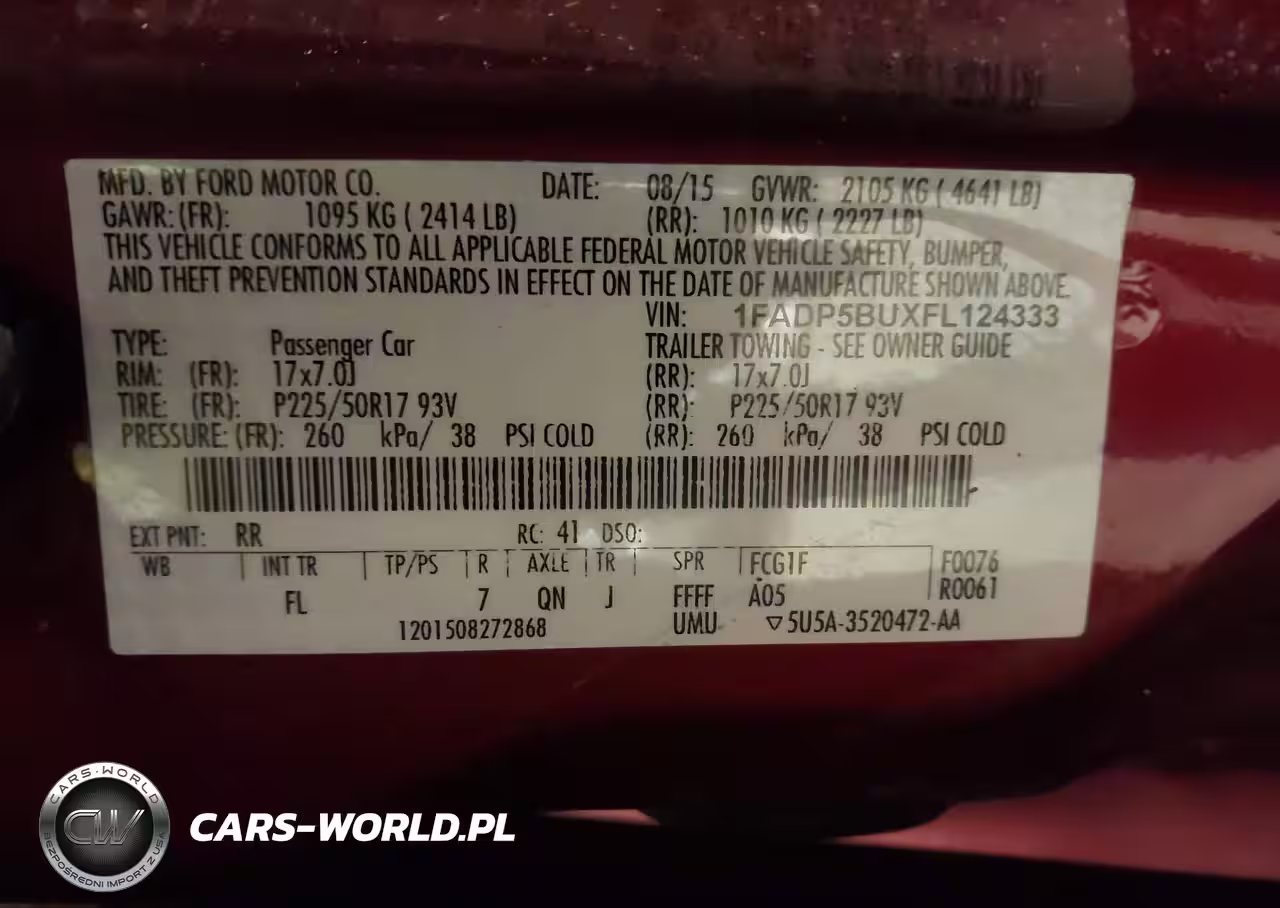 MFD. BY FORD MOTOR CO. DATE: 08/15 GVWR: 2105 KG ( 4641 LB)
GAWR: (FR): 1095 KG ( 2414 LB) (RR): 1010 KG ( 2227 LB)
THIS VEHICLE CONFORMS TO ALL APPLICABLE FEDERAL MOTOR VEHICLE SAFETY, BUMPER,
AND THEFT PREVENTION STANDARDS IN EFFECT ON THE DATE OF MANUFACTURE SHOWN ABOVE.
VIN: 1FADP5BUXFL124333
TYPE: Passenger Car TRAILER TOWING - SEE OWNER GUIDE
RIM: (FR): 17x7.0J (RR): 17x7.0J
TIRE: (FR): P225/50R17 93V (RR): P225/50R17 93V
PRESSURE: (FR): 260 kPa/ 38 PSI COLD (RR): 260 kPa/ 38 PSI COLD
EXT PNT: RR RC: 41 DSO:
WB INT TR TP/PS R AXLE TR SPR FCG1F F0076
FL 7 QN J FFFF A05 R0061
1201508272868 UMU ▽5U5A-3520472-AA
CARS-WORLD
CW
BEZPOŚREDNI IMPORT Z USA
CARS-WORLD.PL